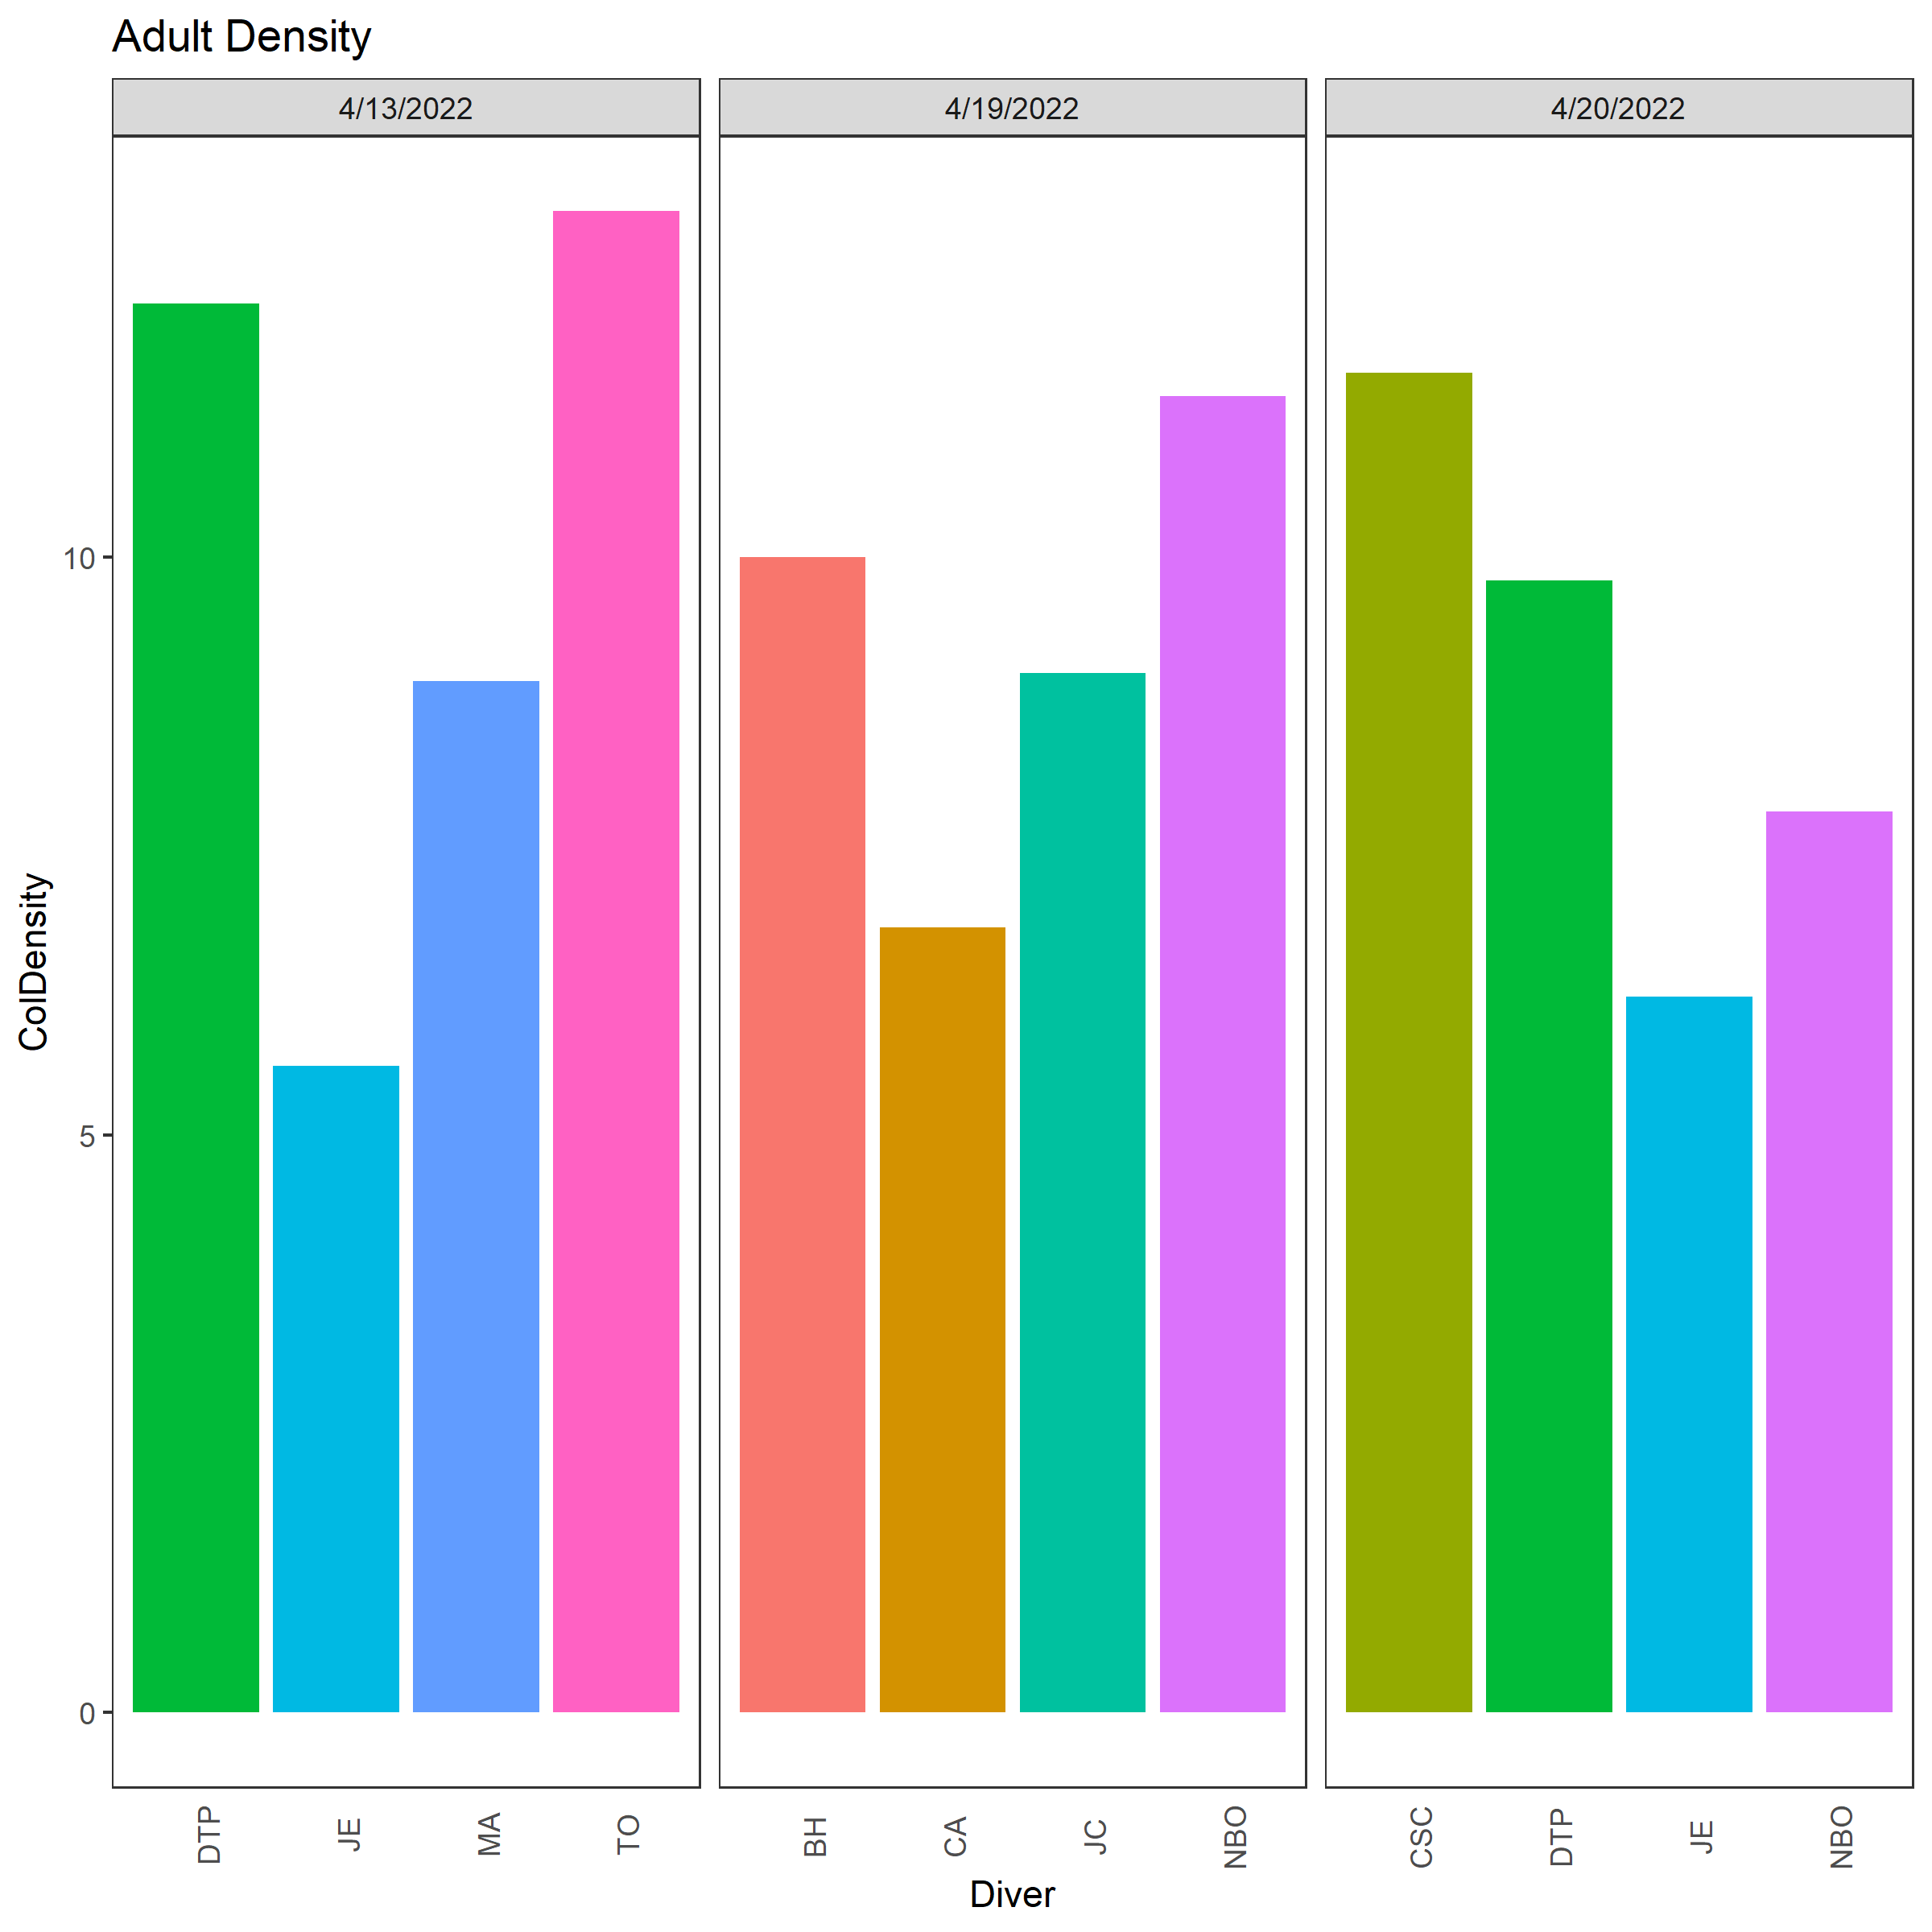 Adult Density
4/13/2022 4/19/2022 4/20/2022
10
5
0
ColDensity
DTP JE MA TO BH CA JC NBO CSC DTP JE NBO
Diver